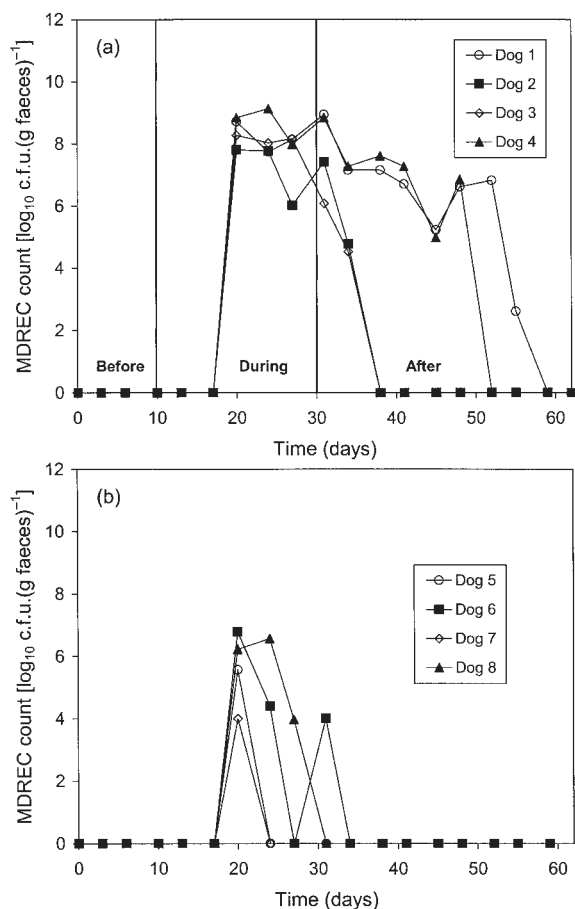 (a)
12
10
8
6
4
2
0
MDREC count [log₁₀ c.f.u.(g faeces)⁻¹]
Dog 1
Dog 2
Dog 3
Dog 4
Before
During
After
0 10 20 30 40 50 60
Time (days)
(b)
12
10
8
6
4
2
0
MDREC count [log₁₀ c.f.u.(g faeces)⁻¹]
Dog 5
Dog 6
Dog 7
Dog 8
0 10 20 30 40 50 60
Time (days)